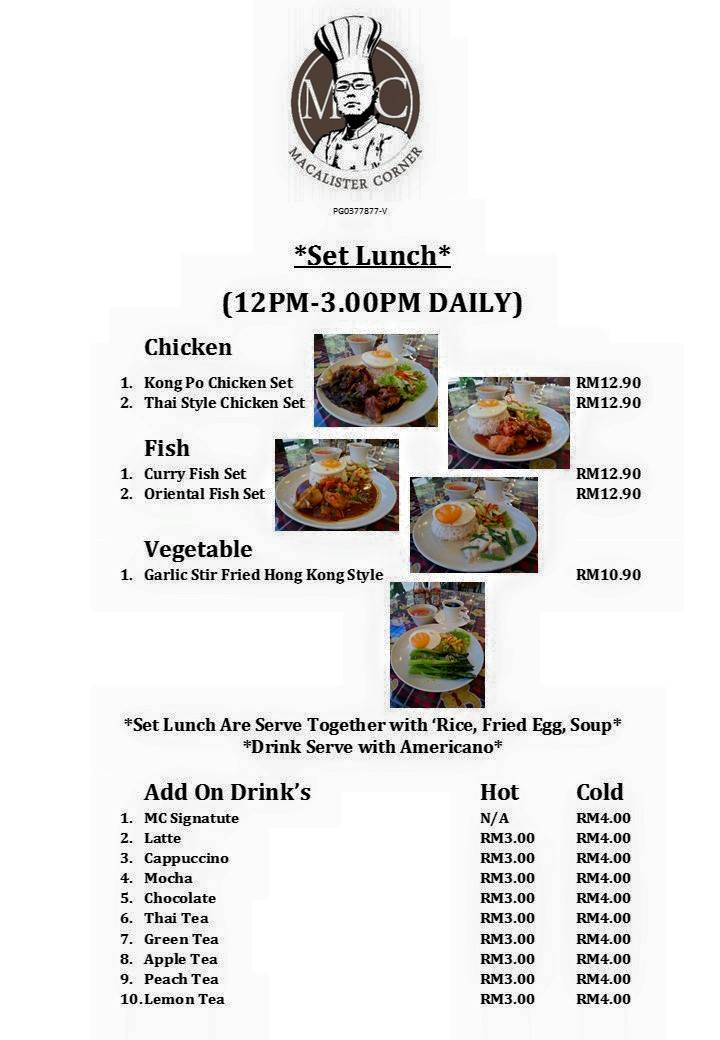 M C
MACALISTER CORNER
PG0377877-V
*Set Lunch*
(12PM-3.00PM DAILY)
Chicken
1. Kong Po Chicken Set RM12.90
2. Thai Style Chicken Set RM12.90
Fish
1. Curry Fish Set RM12.90
2. Oriental Fish Set RM12.90
Vegetable
1. Garlic Stir Fried Hong Kong Style RM10.90
*Set Lunch Are Serve Together with ‘Rice, Fried Egg, Soup*
*Drink Serve with Americano*
Add On Drink’s Hot Cold
1. MC Signatute N/A RM4.00
2. Latte RM3.00 RM4.00
3. Cappuccino RM3.00 RM4.00
4. Mocha RM3.00 RM4.00
5. Chocolate RM3.00 RM4.00
6. Thai Tea RM3.00 RM4.00
7. Green Tea RM3.00 RM4.00
8. Apple Tea RM3.00 RM4.00
9. Peach Tea RM3.00 RM4.00
10. Lemon Tea RM3.00 RM4.00